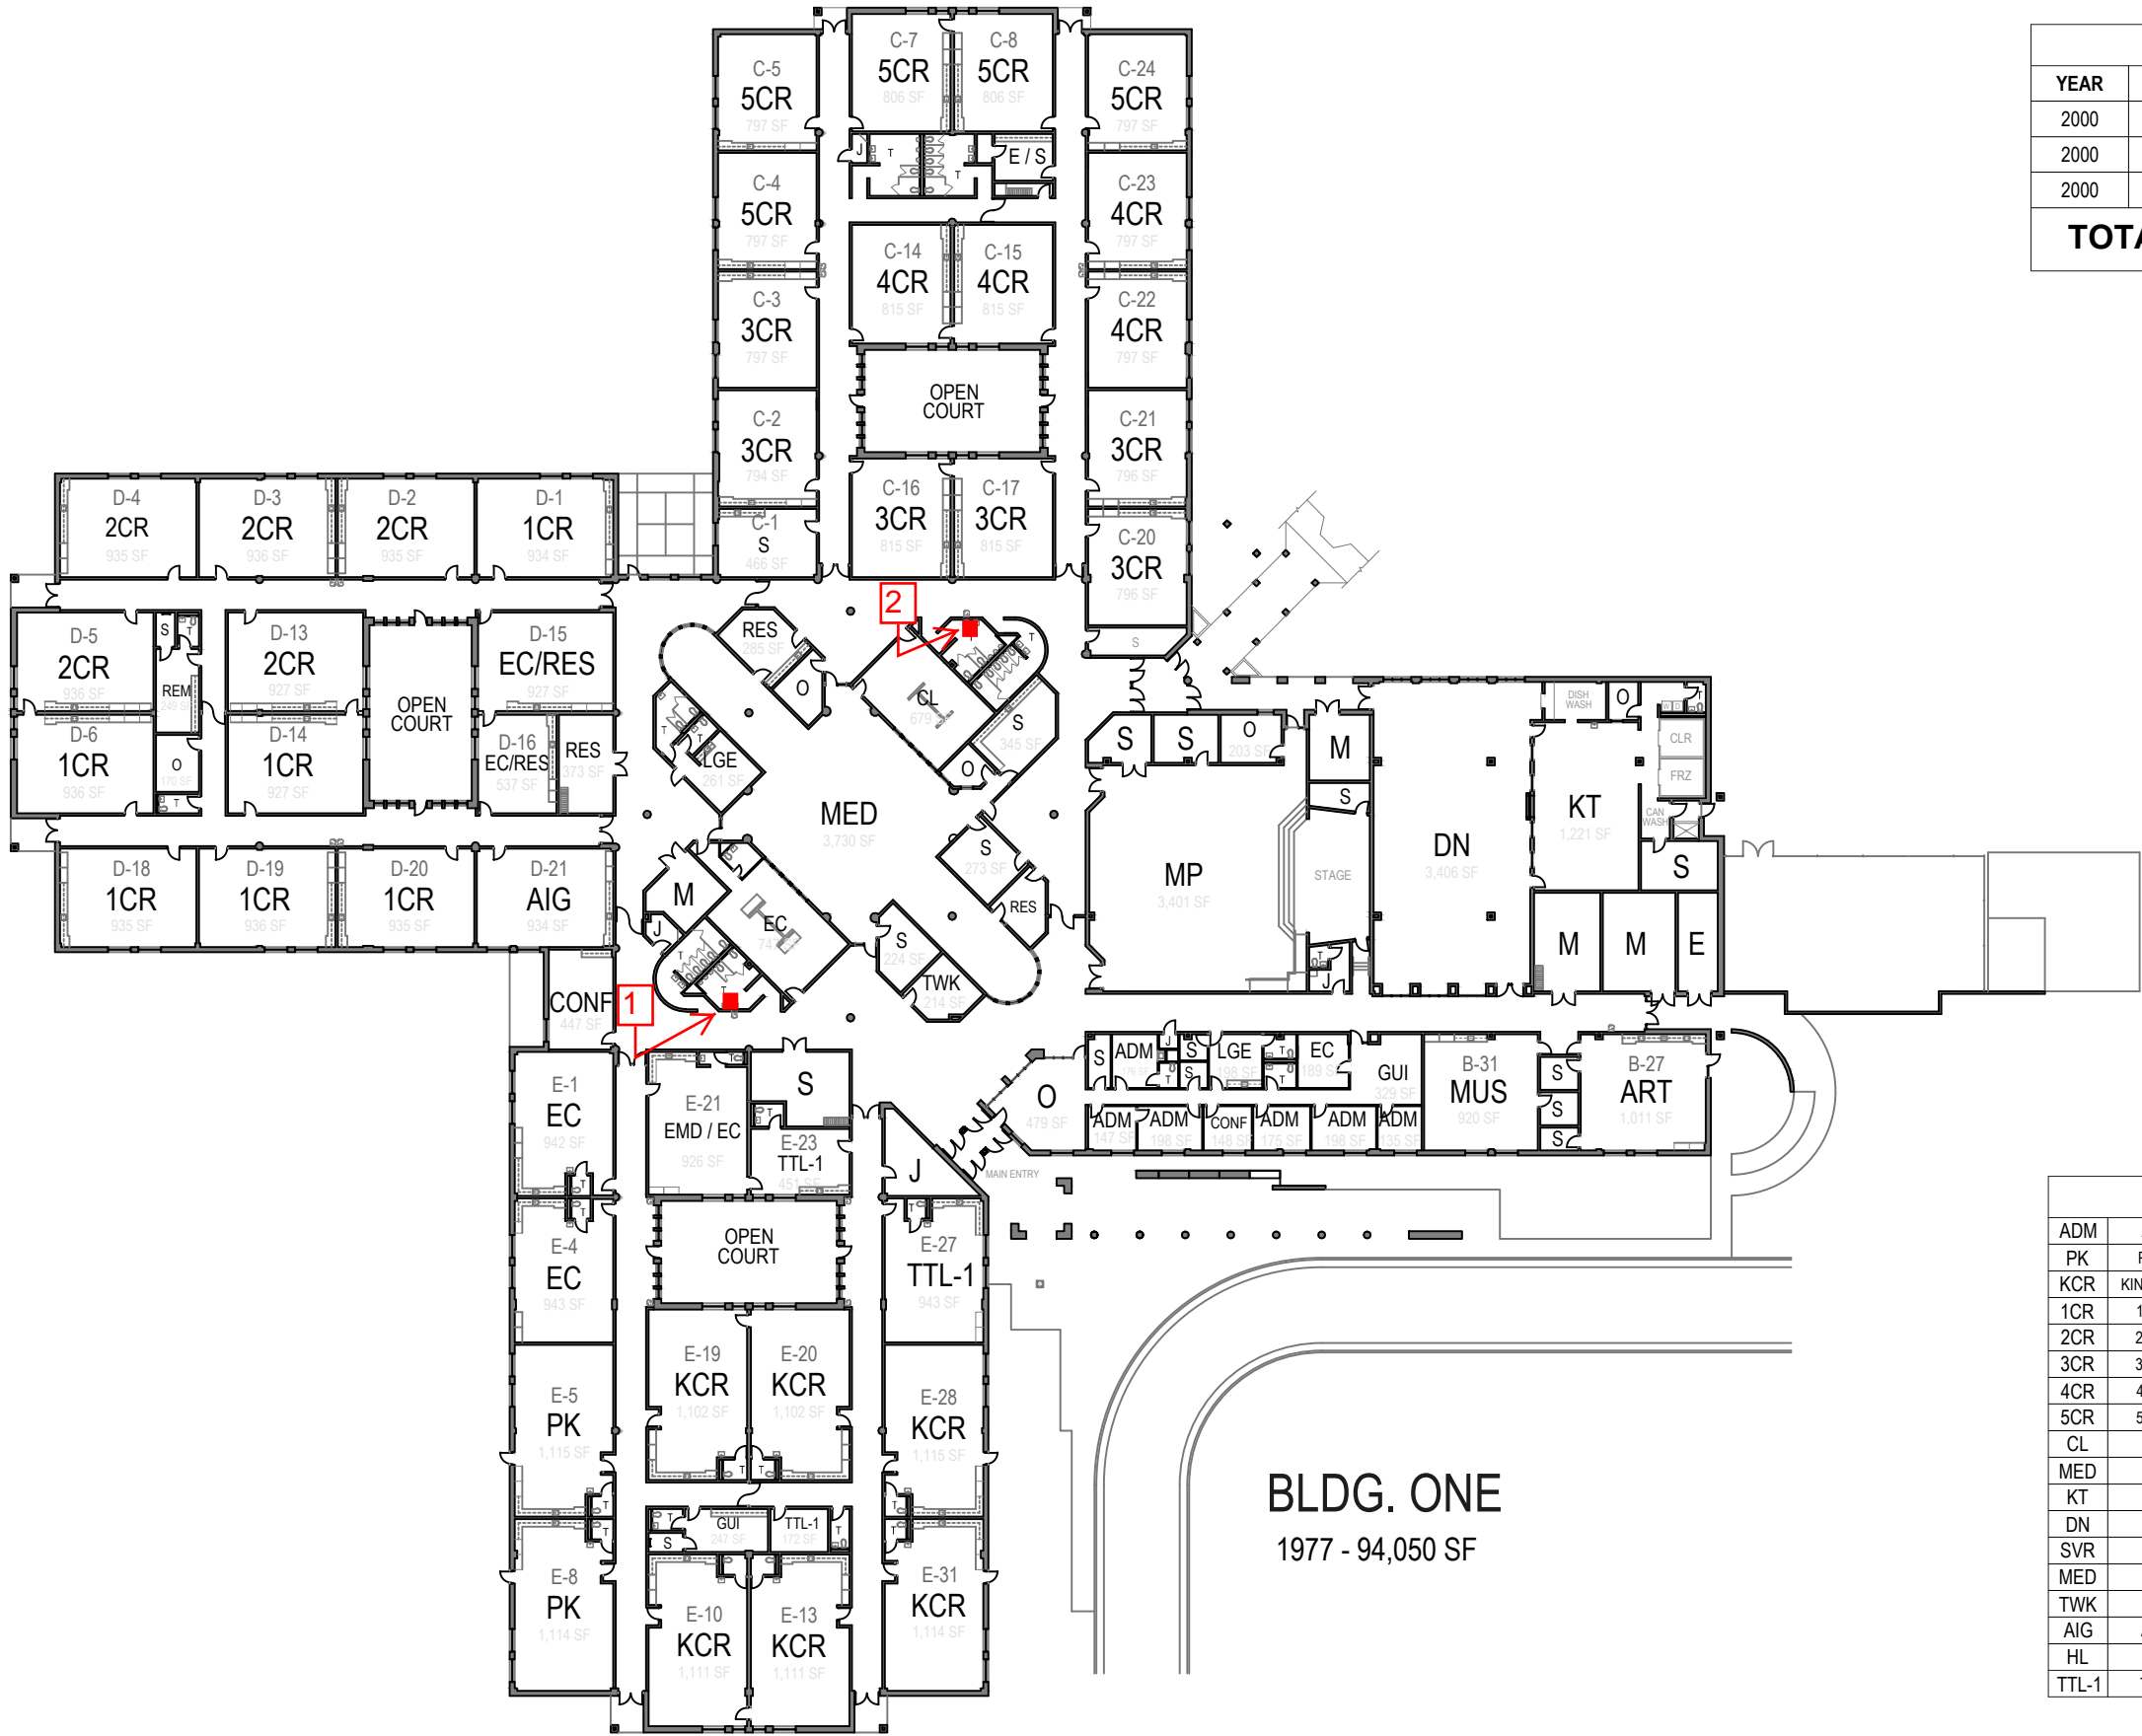 C-7
5CR
806 SF
C-8
5CR
806 SF
C-5
5CR
797 SF
C-24
5CR
797 SF
J
T
T
E / S
C-4
5CR
797 SF
C-23
4CR
797 SF
C-14
4CR
815 SF
C-15
4CR
815 SF
C-3
3CR
797 SF
C-22
4CR
797 SF
OPEN
COURT
C-2
3CR
794 SF
C-21
3CR
796 SF
C-16
3CR
815 SF
C-17
3CR
815 SF
C-1
S
466 SF
C-20
3CR
796 SF
S
YEAR
2000
2000
2000
D-4
2CR
935 SF
D-3
2CR
936 SF
D-2
2CR
935 SF
D-1
1CR
934 SF
D-5
2CR
936 SF
S
T
REM
249 SF
D-13
2CR
927 SF
D-15
EC/RES
927 SF
OPEN
COURT
D-6
1CR
936 SF
O
170 SF
T
D-14
1CR
927 SF
D-16
EC/RES
537 SF
RES
373 SF
D-18
1CR
935 SF
D-19
1CR
936 SF
D-20
1CR
935 SF
D-21
AIG
934 SF
2
RES
285 SF
O
T
T
CL
679
S
345 SF
O
T
T
LGE
261 SF
MED
3,730 SF
S
273 SF
RES
M
J
EC
T
T
S
224 SF
TWK
214 SF
CONF
447 SF
1
S
S
O
203 SF
M
S
MP
3,401 SF
STAGE
T
J
DN
3,406 SF
DISH
WASH
O
T
W
D
CLR
FRZ
KT
1,221 SF
CAN
WASH
S
M
M
E
O
479 SF
S
ADM
176 SF
J
T
S
S
LGE
198 SF
T
T
EC
189 SF
GUI
329 SF
B-31
MUS
920 SF
S
S
S
B-27
ART
1,011 SF
ADM
147 SF
ADM
198 SF
CONF
148 SF
ADM
175 SF
ADM
198 SF
ADM
135 SF
MAIN ENTRY
E-1
EC
942 SF
T
E-21
EMD / EC
926 SF
T
S
T
E-23
TTL-1
451 SF
J
T
E-4
EC
943 SF
OPEN
COURT
T
E-27
TTL-1
943 SF
E-19
KCR
1,102 SF
T
E-20
KCR
1,102 SF
T
E-5
PK
1,115 SF
T
E-28
KCR
1,115 SF
T
T
S
GUI
247 SF
TTL-1
172 SF
T
T
E-8
PK
1,114 SF
T
E-31
KCR
1,114 SF
E-10
KCR
1,111 SF
E-13
KCR
1,111 SF
BLDG. ONE
1977 - 94,050 SF
ADM
PK
KCR
1CR
2CR
3CR
4CR
5CR
CL
MED
KT
DN
SVR
MED
TWK
AIG
HL
TTL-1